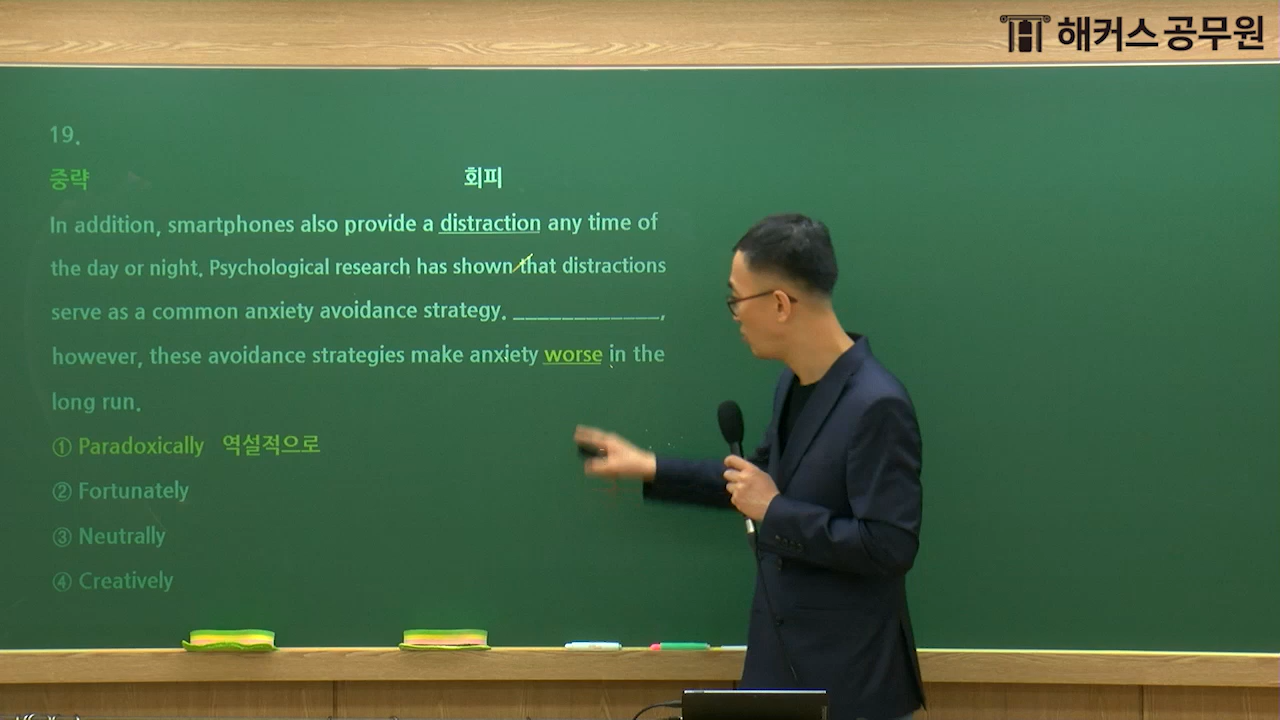 해커스공무원
19.
중략
회피
In addition, smartphones also provide a distraction any time of
the day or night. Psychological research has shown that distractions
serve as a common anxiety avoidance strategy. ______________,
however, these avoidance strategies make anxiety worse in the
long run.
① Paradoxically 역설적으로
② Fortunately
③ Neutrally
④ Creatively